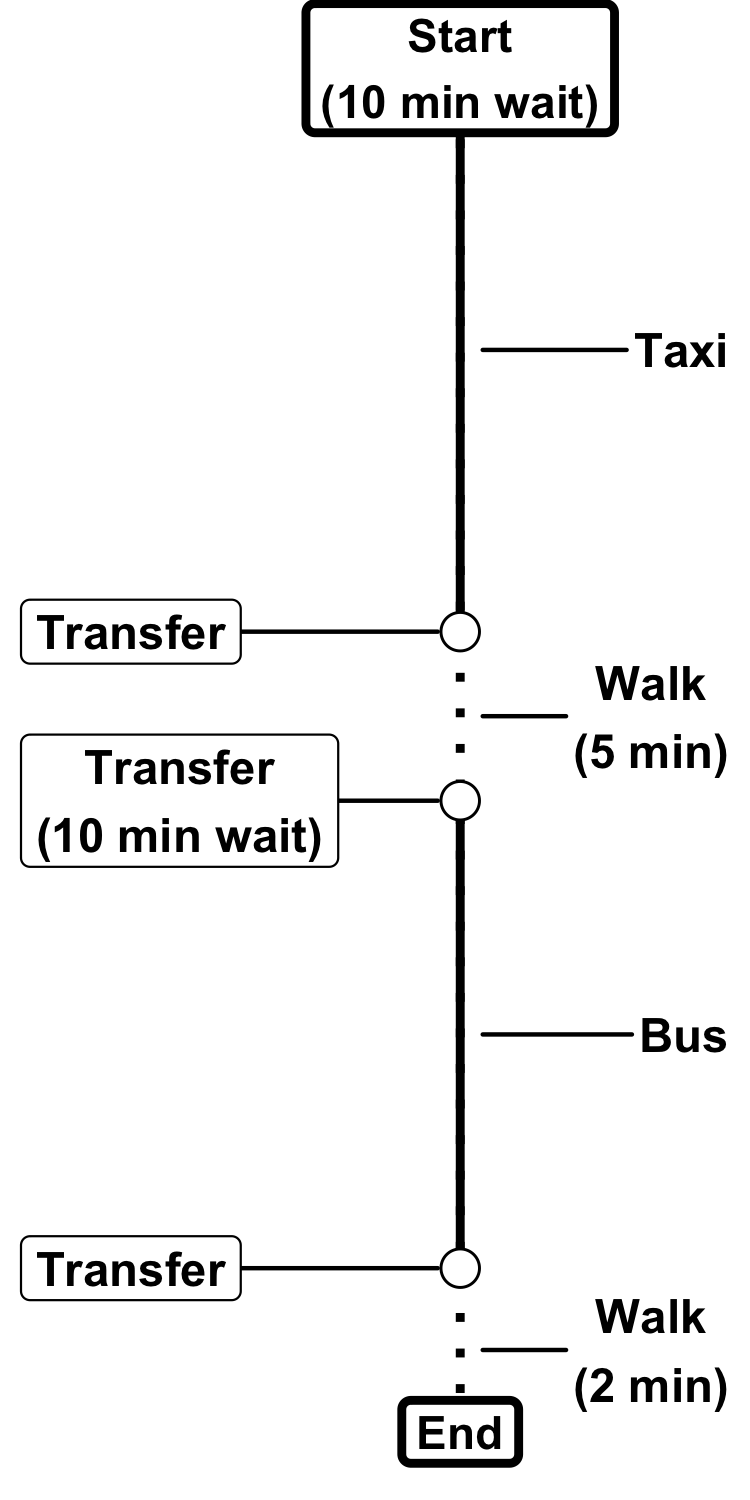 Start
(10 min wait)
Taxi
Transfer
Walk
(5 min)
Transfer
(10 min wait)
Bus
Transfer
Walk
(2 min)
End